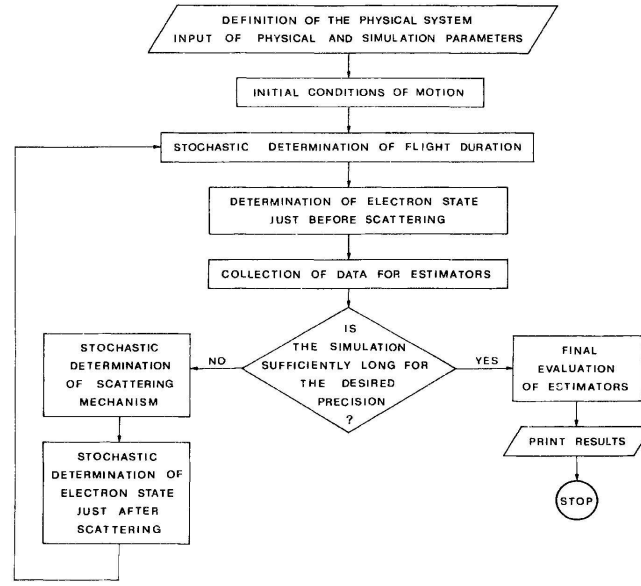 DEFINITION OF THE PHYSICAL SYSTEM
INPUT OF PHYSICAL AND SIMULATION PARAMETERS
INITIAL CONDITIONS OF MOTION
STOCHASTIC DETERMINATION OF FLIGHT DURATION
DETERMINATION OF ELECTRON STATE
JUST BEFORE SCATTERING
COLLECTION OF DATA FOR ESTIMATORS
IS
THE SIMULATION
SUFFICIENTLY LONG FOR
THE DESIRED
PRECISION
?
NO
YES
STOCHASTIC
DETERMINATION
OF SCATTERING
MECHANISM
STOCHASTIC
DETERMINATION OF
ELECTRON STATE
JUST AFTER
SCATTERING
FINAL
EVALUATION
OF ESTIMATORS
PRINT RESULTS
STOP